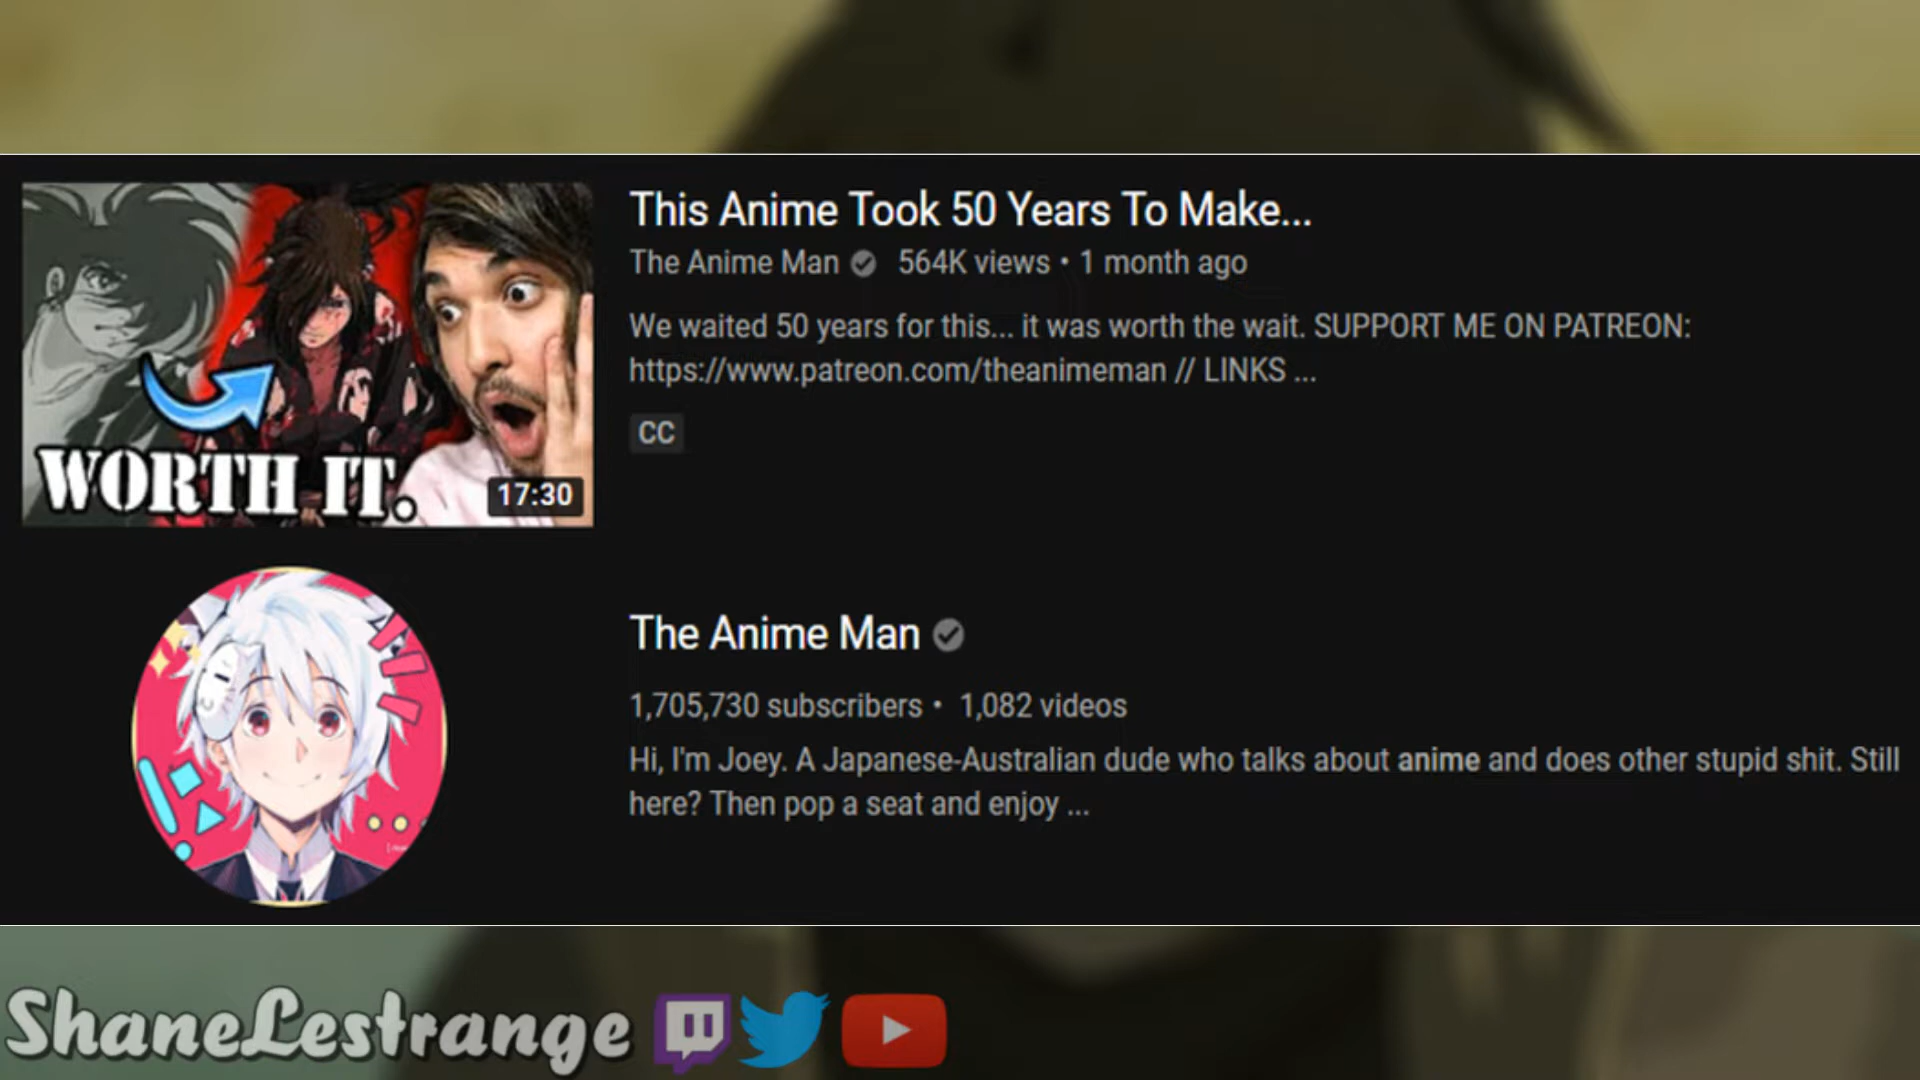 This Anime Took 50 Years To Make...
The Anime Man 564K views • 1 month ago
We waited 50 years for this... it was worth the wait. SUPPORT ME ON PATREON:
https://www.patreon.com/theanimeman // LINKS ...
CC
WORTH IT.
17:30
The Anime Man
1,705,730 subscribers • 1,082 videos
Hi, I'm Joey. A Japanese-Australian dude who talks about anime and does other stupid shit. Still
here? Then pop a seat and enjoy ...
ShaneLestrange